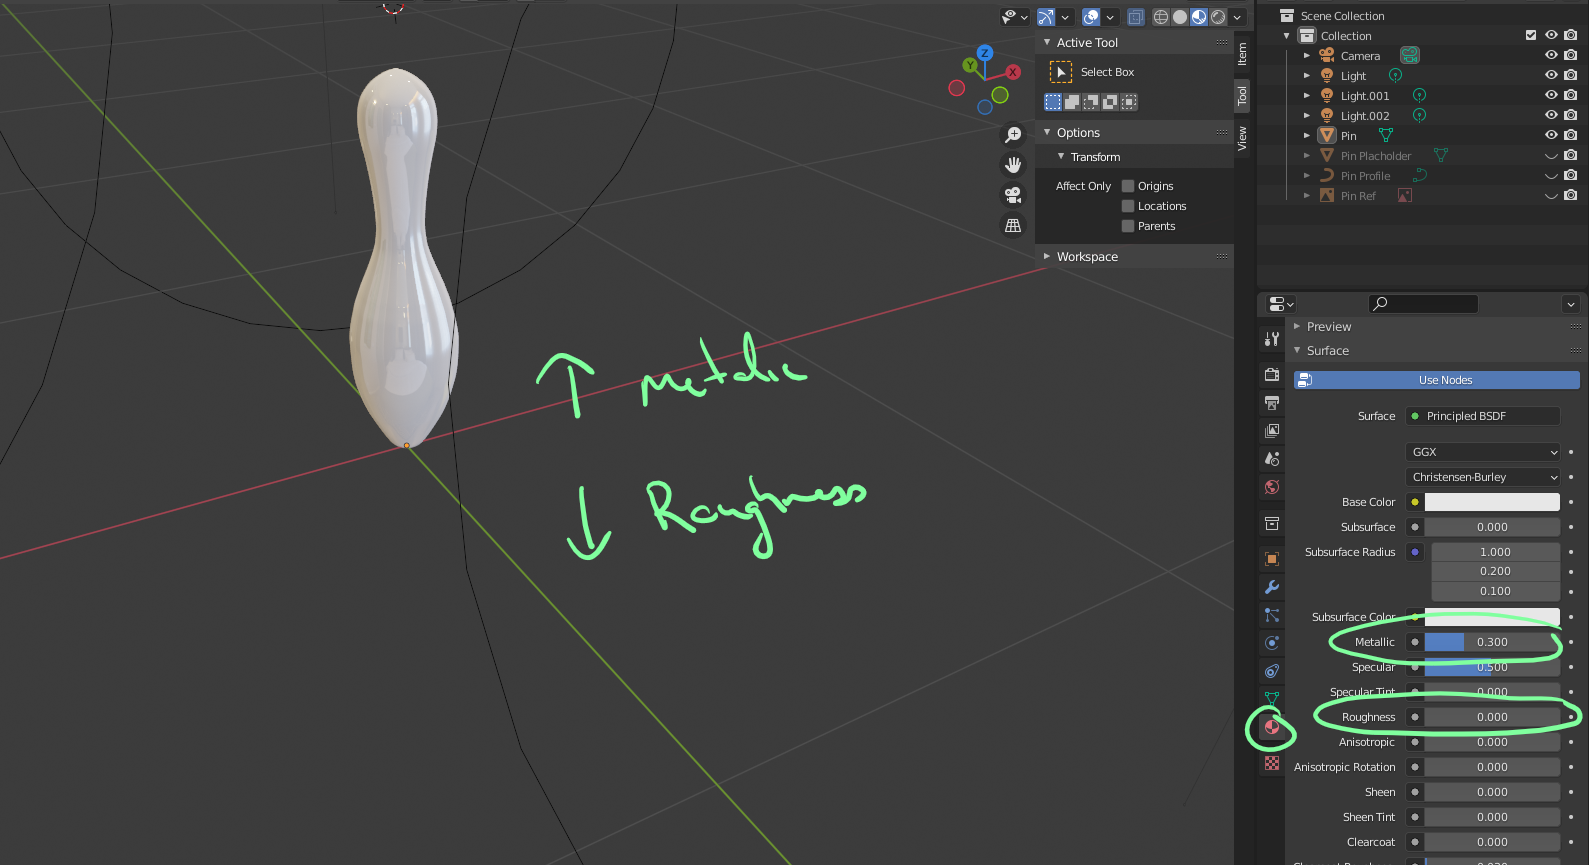 Scene Collection
Collection
Camera
Light
Light.001
Light.002
Pin
Pin Placholder
Pin Profile
Pin Ref
Active Tool
Select Box
Options
Transform
Affect Only Origins
Locations
Parents
Workspace
Item
Tool
View
Z
Y
X
↑ Metalic
↓ Roughness
Preview
Surface
Use Nodes
Surface Principled BSDF
GGX
Christensen-Burley
Base Color
Subsurface 0.000
Subsurface Radius 1.000
0.200
0.100
Subsurface Color
Metallic 0.300
Specular 0.500
Specular Tint 0.000
Roughness 0.000
Anisotropic 0.000
Anisotropic Rotation 0.000
Sheen 0.000
Sheen Tint 0.000
Clearcoat 0.000